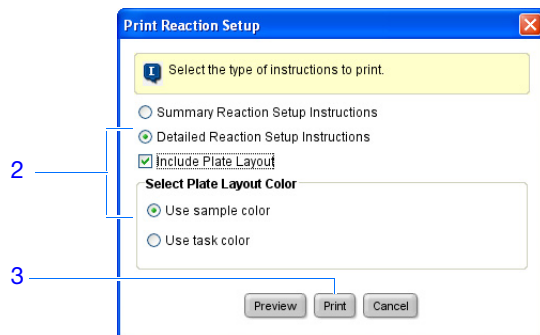 Print Reaction Setup
Select the type of instructions to print.
Summary Reaction Setup Instructions
Detailed Reaction Setup Instructions
2
Include Plate Layout
Select Plate Layout Color
Use sample color
Use task color
3
Preview Print Cancel